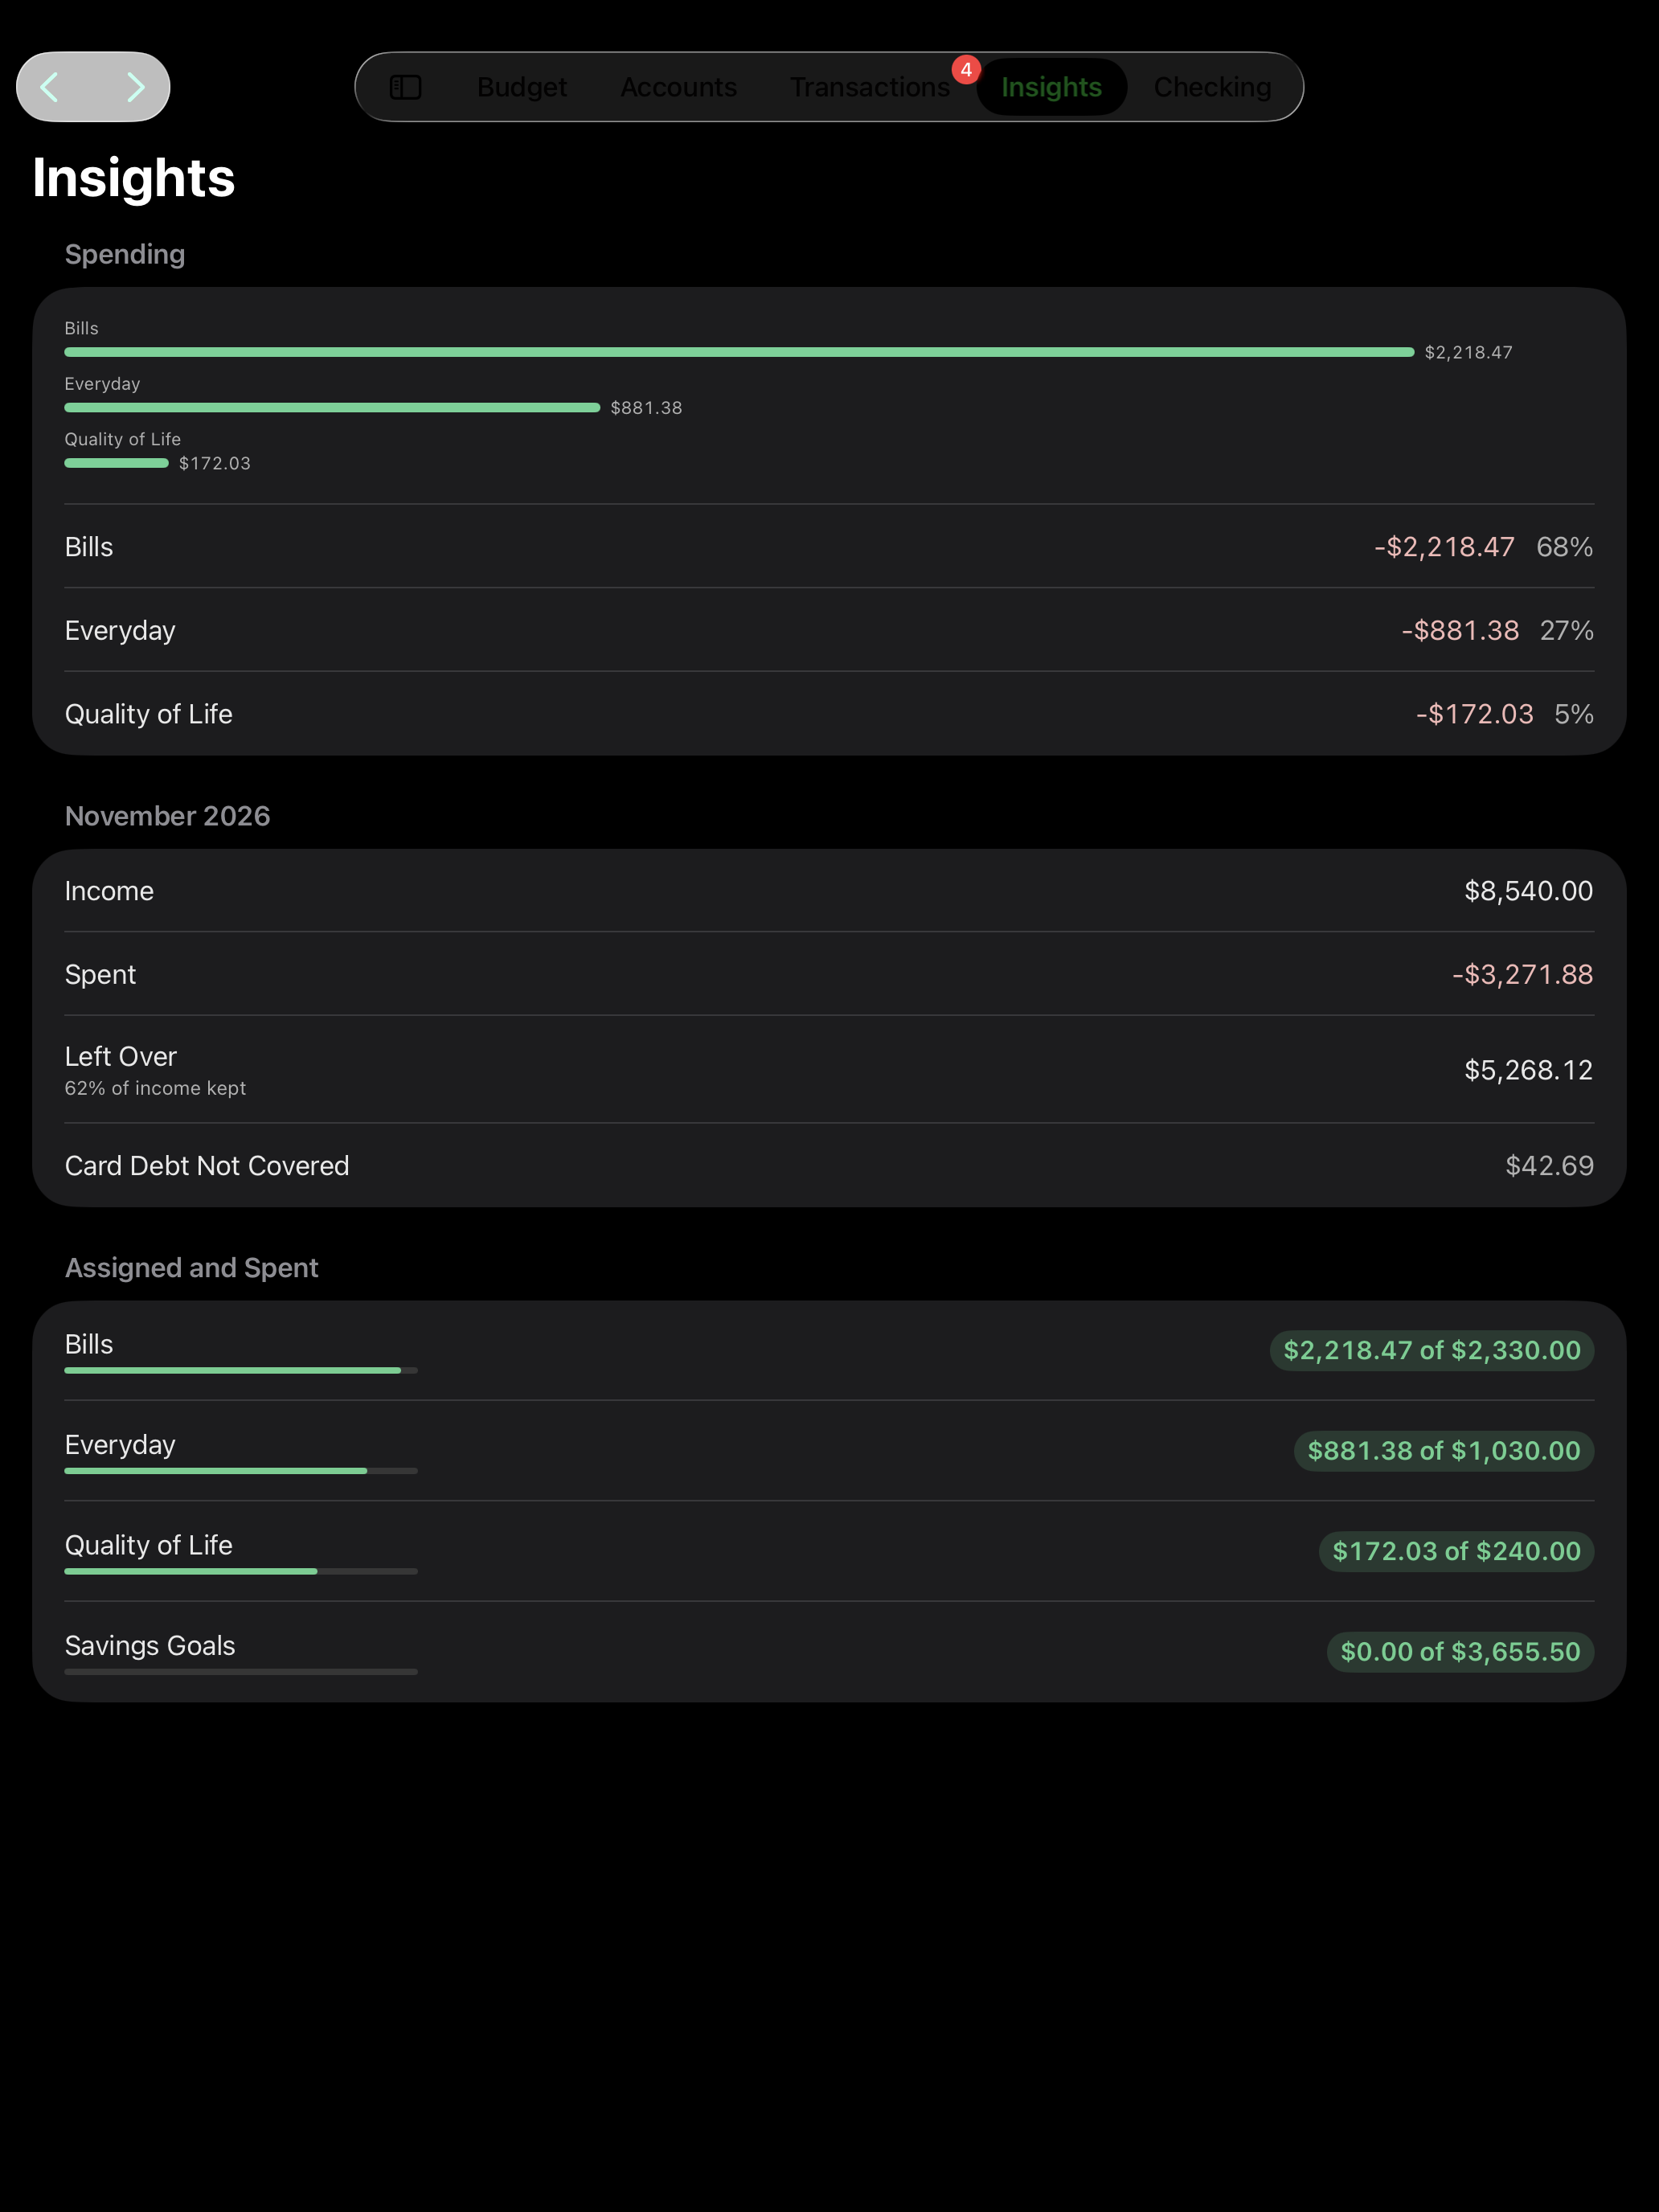 Budget
Accounts
Transactions
4
Insights
Checking
Insights
Spending
Bills
$2,218.47
Everyday
$881.38
Quality of Life
$172.03
Bills -$2,218.47 68%
Everyday -$881.38 27%
Quality of Life -$172.03 5%
November 2026
Income $8,540.00
Spent -$3,271.88
Left Over $5,268.12
62% of income kept
Card Debt Not Covered $42.69
Assigned and Spent
Bills $2,218.47 of $2,330.00
Everyday $881.38 of $1,030.00
Quality of Life $172.03 of $240.00
Savings Goals $0.00 of $3,655.50